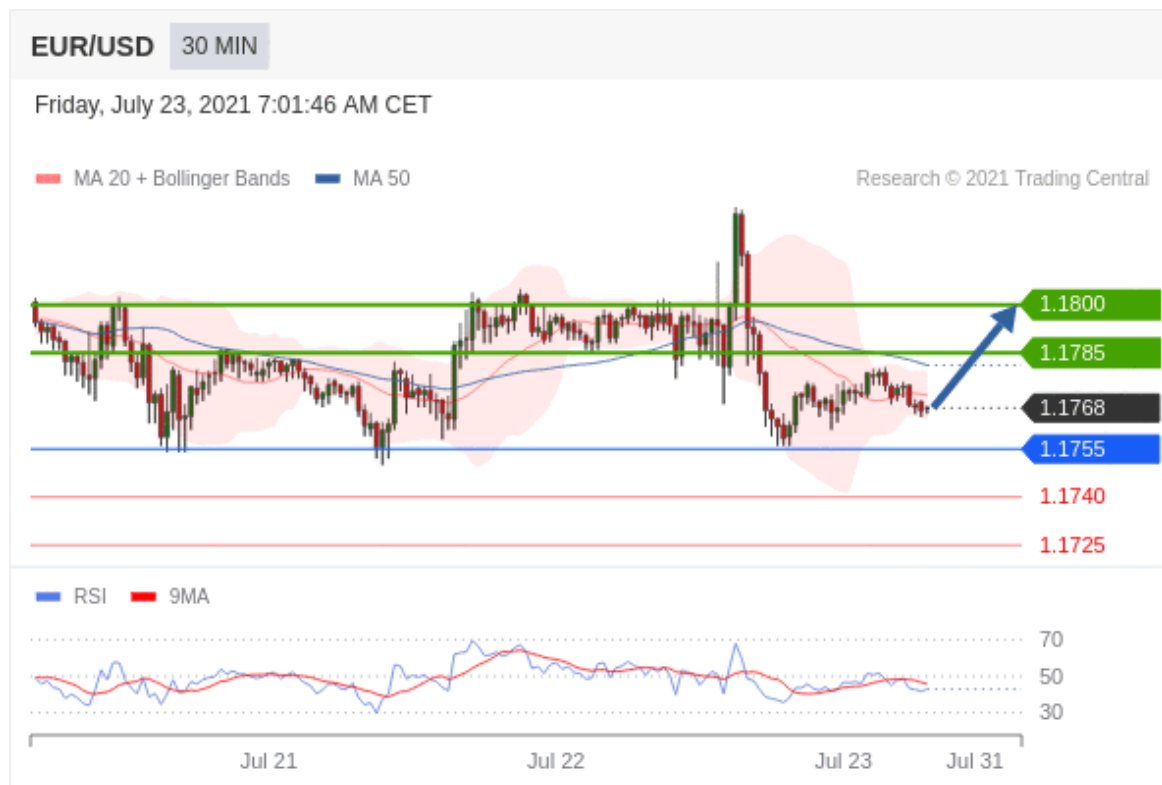 EUR/USD 30 MIN
Friday, July 23, 2021 7:01:46 AM CET
MA 20 + Bollinger Bands MA 50 Research © 2021 Trading Central
1.1800
1.1785
1.1768
1.1755
1.1740
1.1725
RSI 9MA
70
50
30
Jul 21 Jul 22 Jul 23 Jul 31